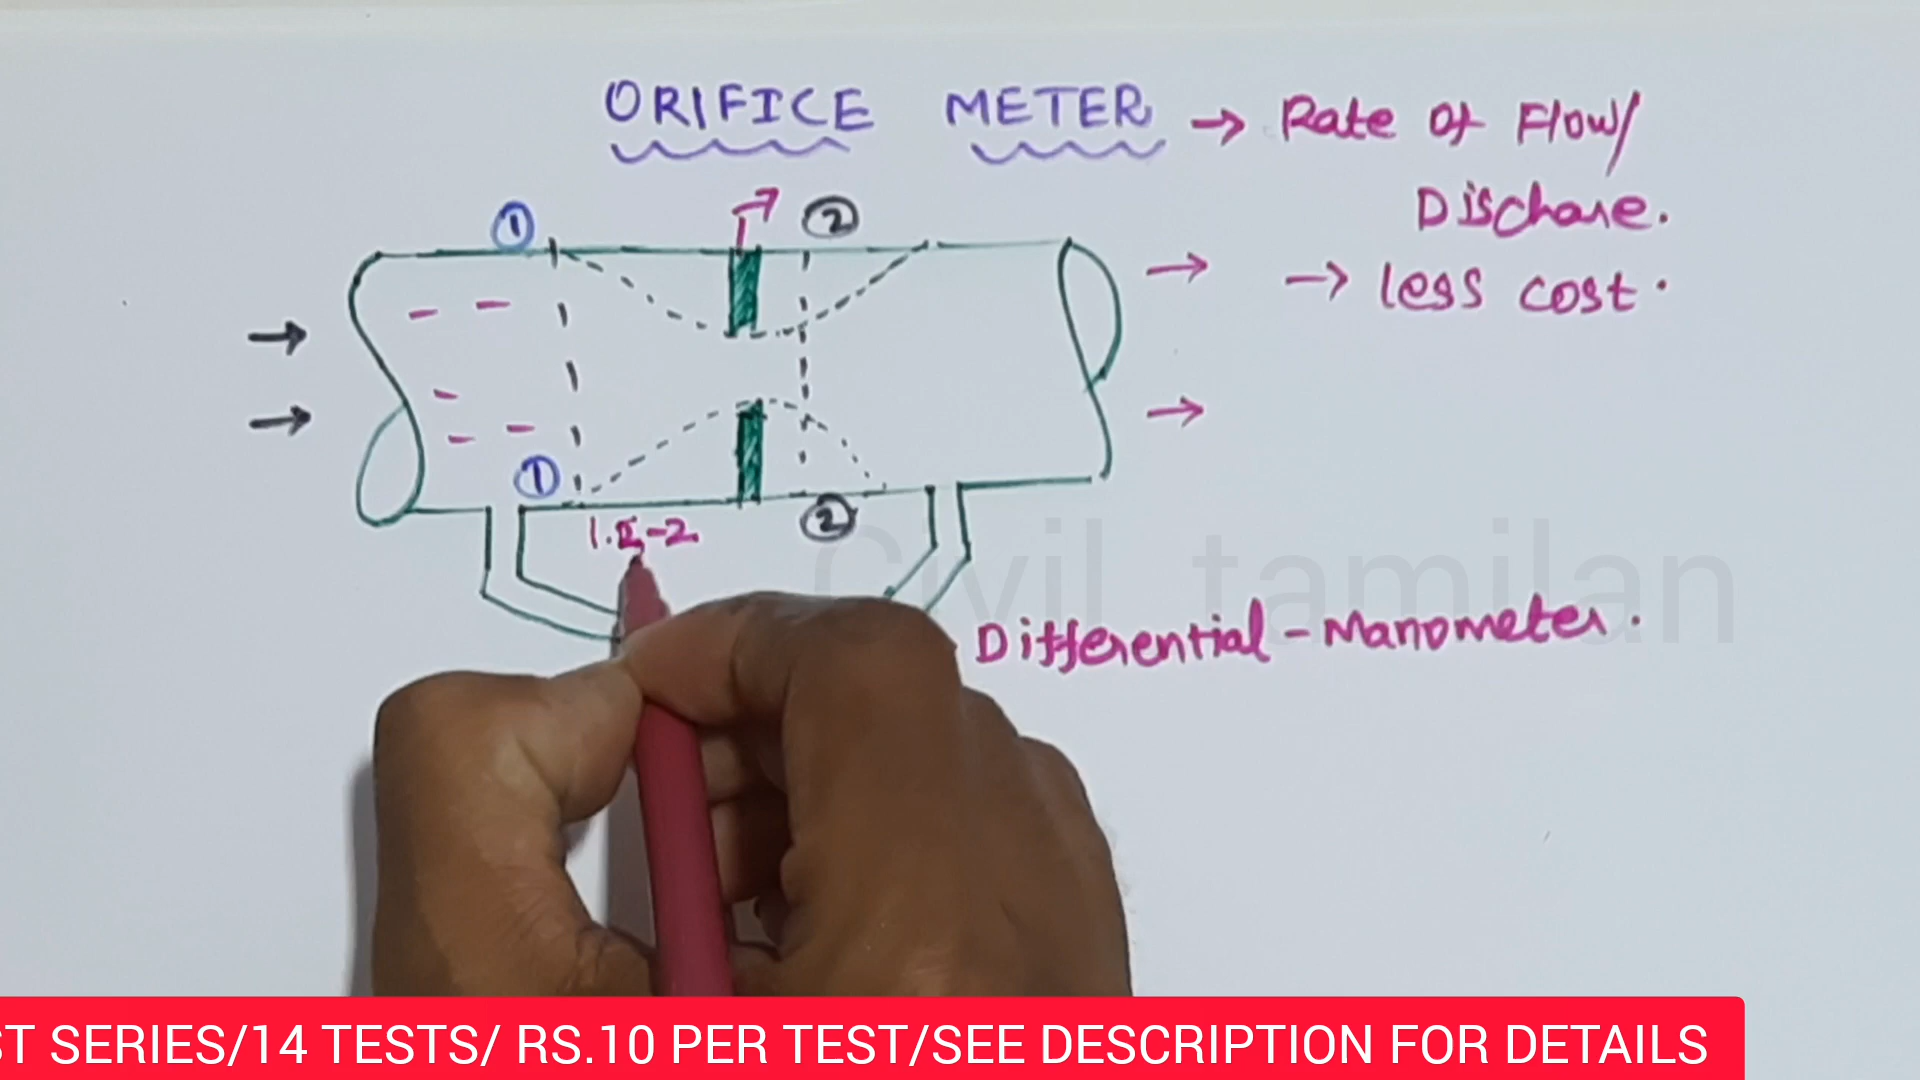 ORIFICE METER → Rate of Flow/
Dischare.
→ less cost.
① ②
① ②
1.5-2
Civil tamilan
Differential - Manometer.
ST SERIES/14 TESTS/ RS.10 PER TEST/SEE DESCRIPTION FOR DETAILS